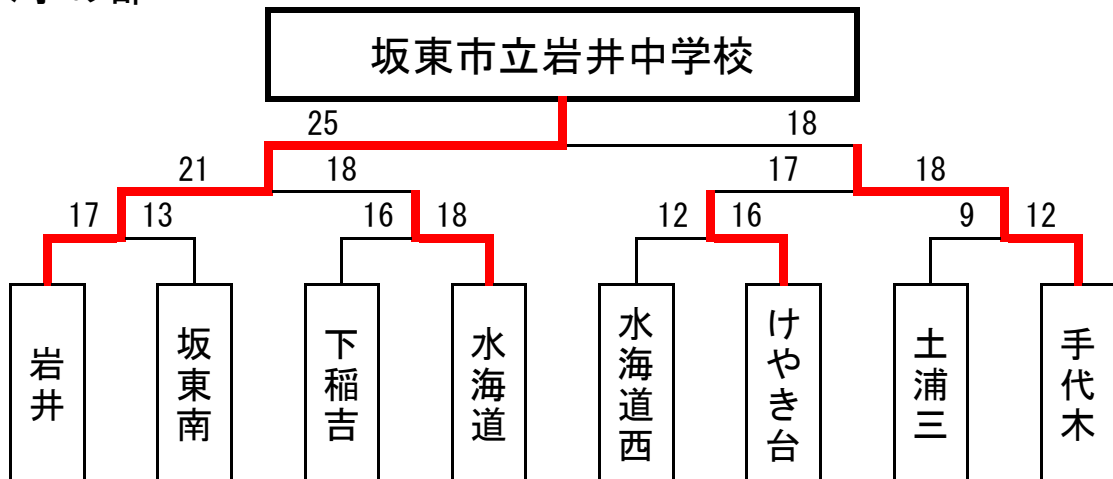 坂東市立岩井中学校
25 18
21 18 17 18
17 13 16 18 12 16 9 12
岩井
坂東南
下稲吉
水海道
水海道西
けやき台
土浦三
手代木